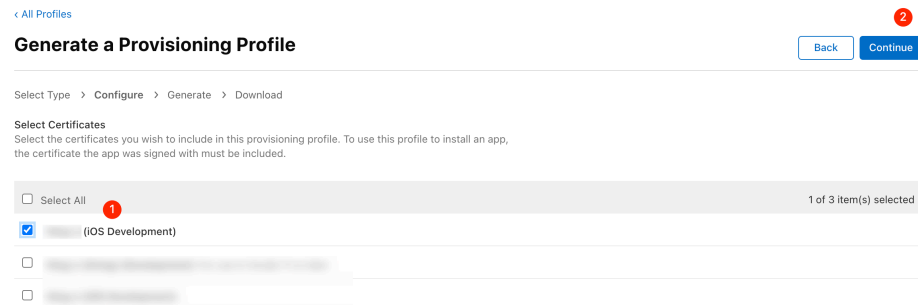 ‹ All Profiles
2
Generate a Provisioning Profile
Back
Continue
Select Type > Configure > Generate > Download
Select Certificates
Select the certificates you wish to include in this provisioning profile. To use this profile to install an app,
the certificate the app was signed with must be included.
Select All
1 of 3 item(s) selected
1
(iOS Development)